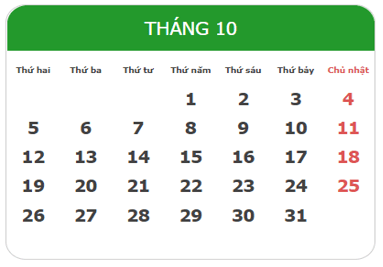 THÁNG 10
Thứ hai Thứ ba Thứ tư Thứ năm Thứ sáu Thứ bảy Chủ nhật
1 2 3 4
5 6 7 8 9 10 11
12 13 14 15 16 17 18
19 20 21 22 23 24 25
26 27 28 29 30 31